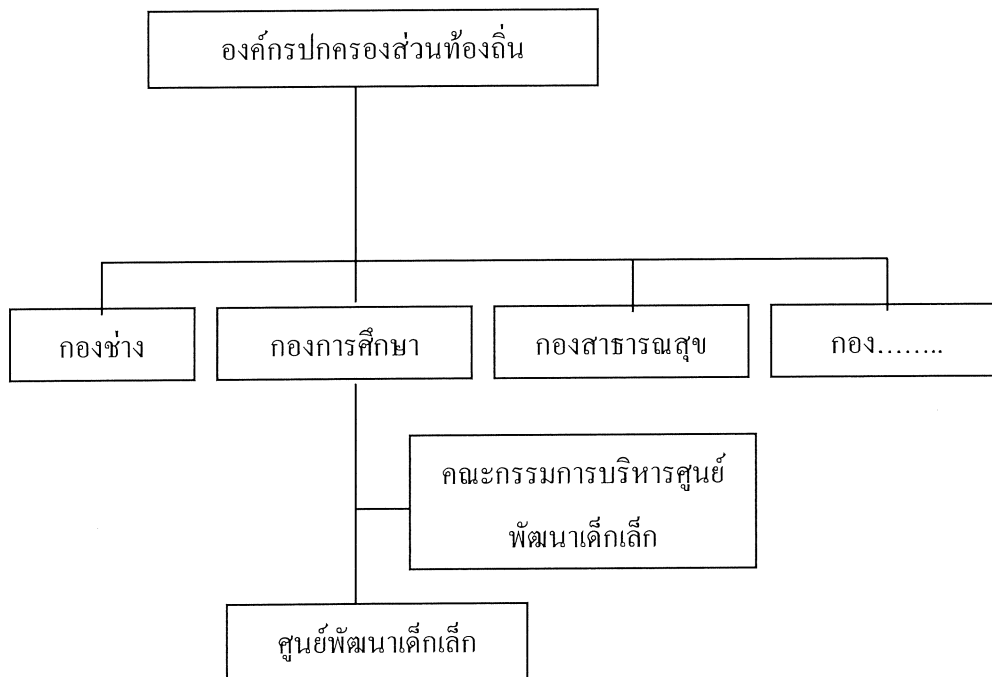 องค์กรปกครองส่วนท้องถิ่น
กองช่าง
กองการศึกษา
กองสาธารณสุข
กอง……..
คณะกรรมการบริหารศูนย์
พัฒนาเด็กเล็ก
ศูนย์พัฒนาเด็กเล็ก